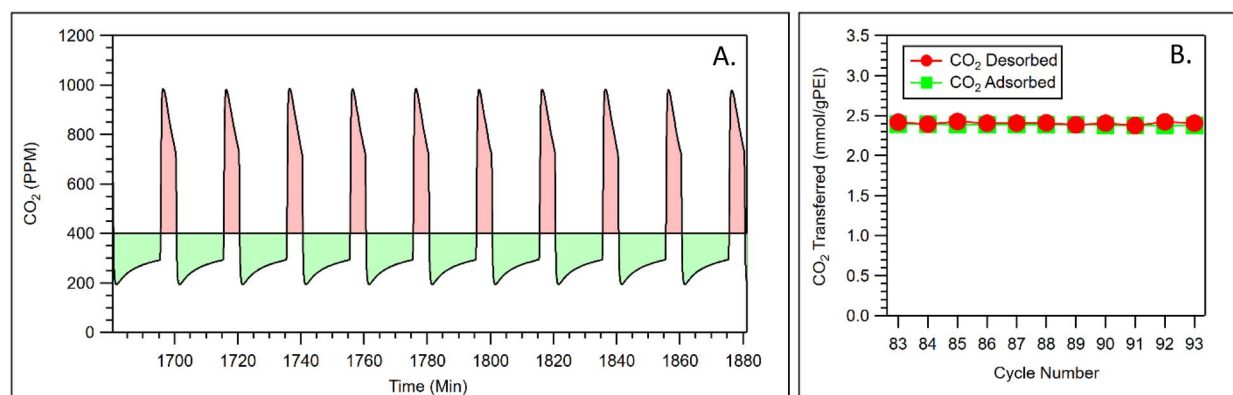 A.
1200
1000
800
600
400
200
0
CO₂ (PPM)
1700 1720 1740 1760 1780 1800 1820 1840 1860 1880
Time (Min)
B.
CO₂ Desorbed
CO₂ Adsorbed
3.5
3.0
2.5
2.0
1.5
1.0
0.5
0.0
CO₂ Transferred (mmol/gPEI)
83 84 85 86 87 88 89 90 91 92 93
Cycle Number